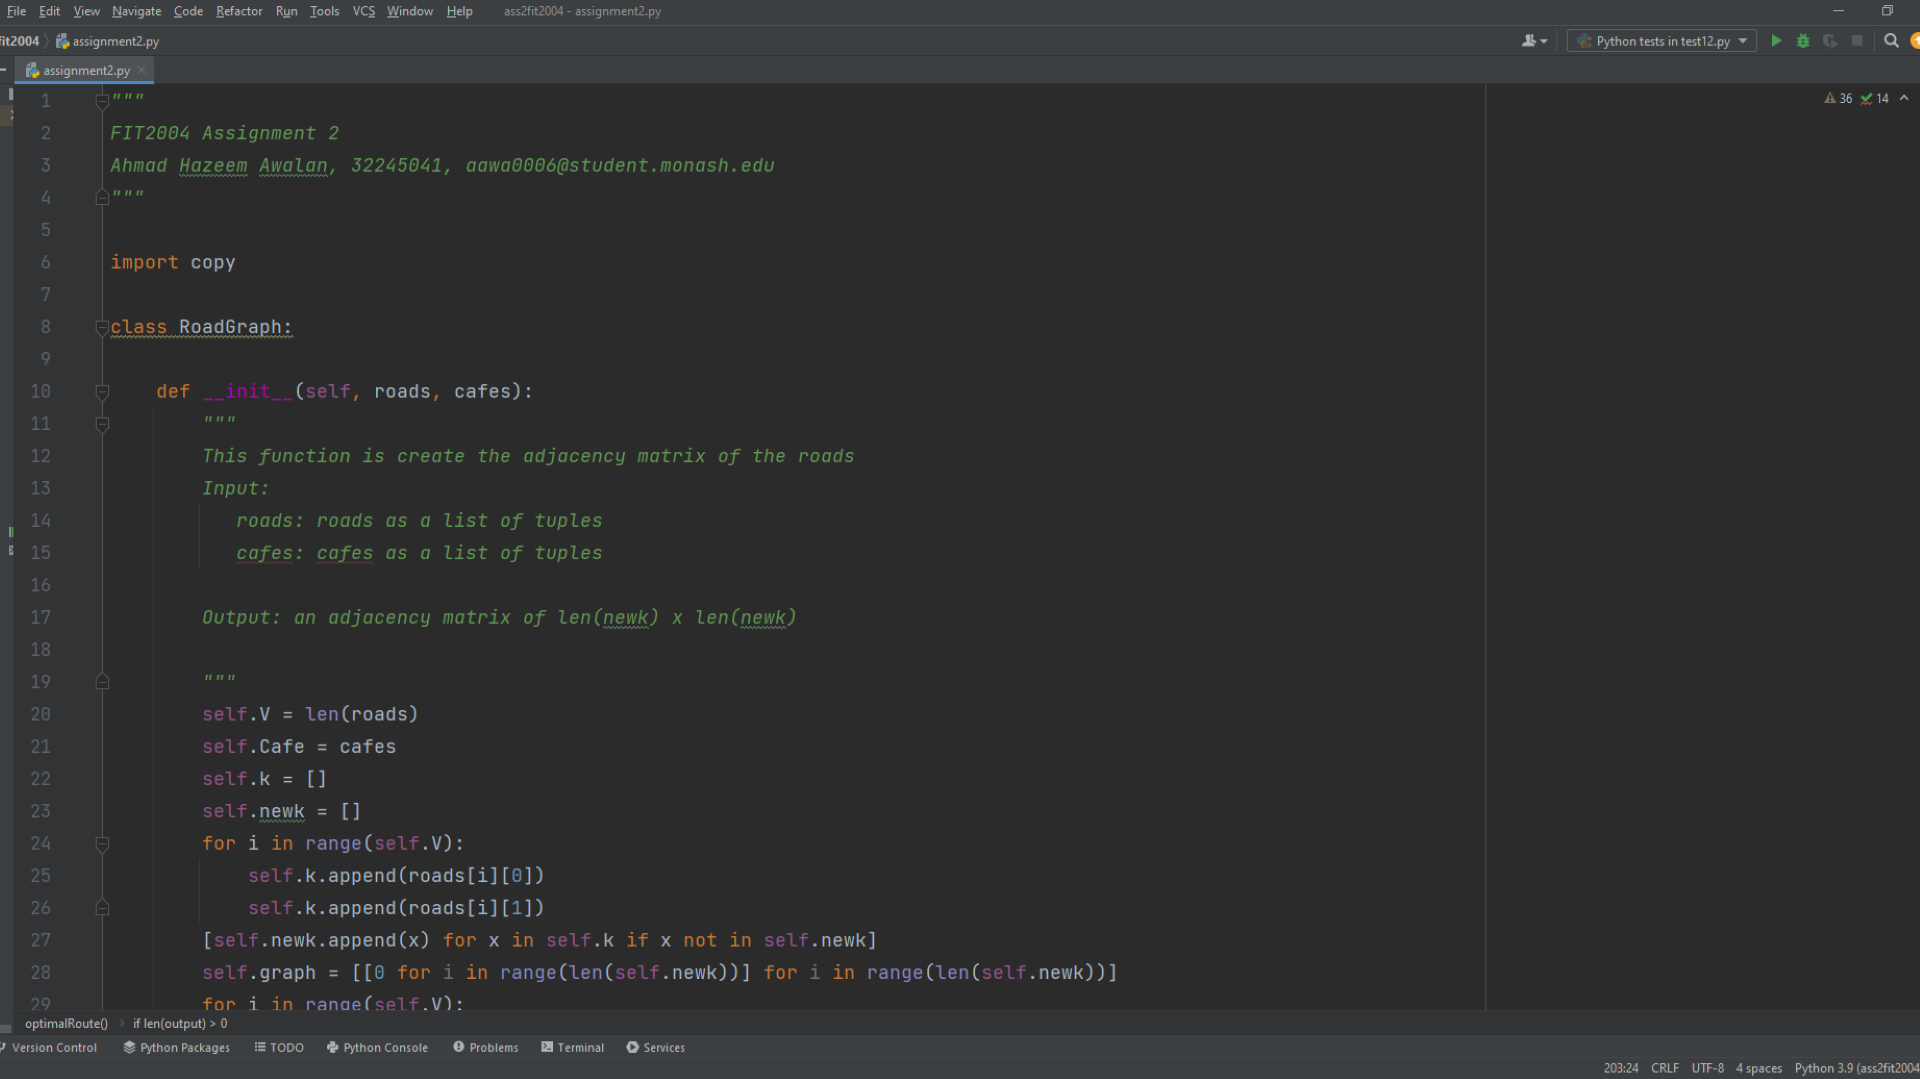 File Edit View Navigate Code Refactor Run Tools VCS Window Help ass2fit2004 - assignment2.py
fit2004 assignment2.py Python tests in test12.py
assignment2.py
36 14
1 """
2 FIT2004 Assignment 2
3 Ahmad Hazeem Awalan, 32245041, aawa0006@student.monash.edu
4 """
5
6 import copy
7
8 class RoadGraph:
9
10 def __init__(self, roads, cafes):
11 """
12 This function is create the adjacency matrix of the roads
13 Input:
14 roads: roads as a list of tuples
15 cafes: cafes as a list of tuples
16
17 Output: an adjacency matrix of len(newk) x len(newk)
18
19 """
20 self.V = len(roads)
21 self.Cafe = cafes
22 self.k = []
23 self.newk = []
24 for i in range(self.V):
25 self.k.append(roads[i][0])
26 self.k.append(roads[i][1])
27 [self.newk.append(x) for x in self.k if x not in self.newk]
28 self.graph = [[0 for i in range(len(self.newk))] for i in range(len(self.newk))]
29 for i in range(self.V):
optimalRoute() if len(output) > 0
Version Control Python Packages TODO Python Console Problems Terminal Services
203:24 CRLF UTF-8 4 spaces Python 3.9 (ass2fit2004